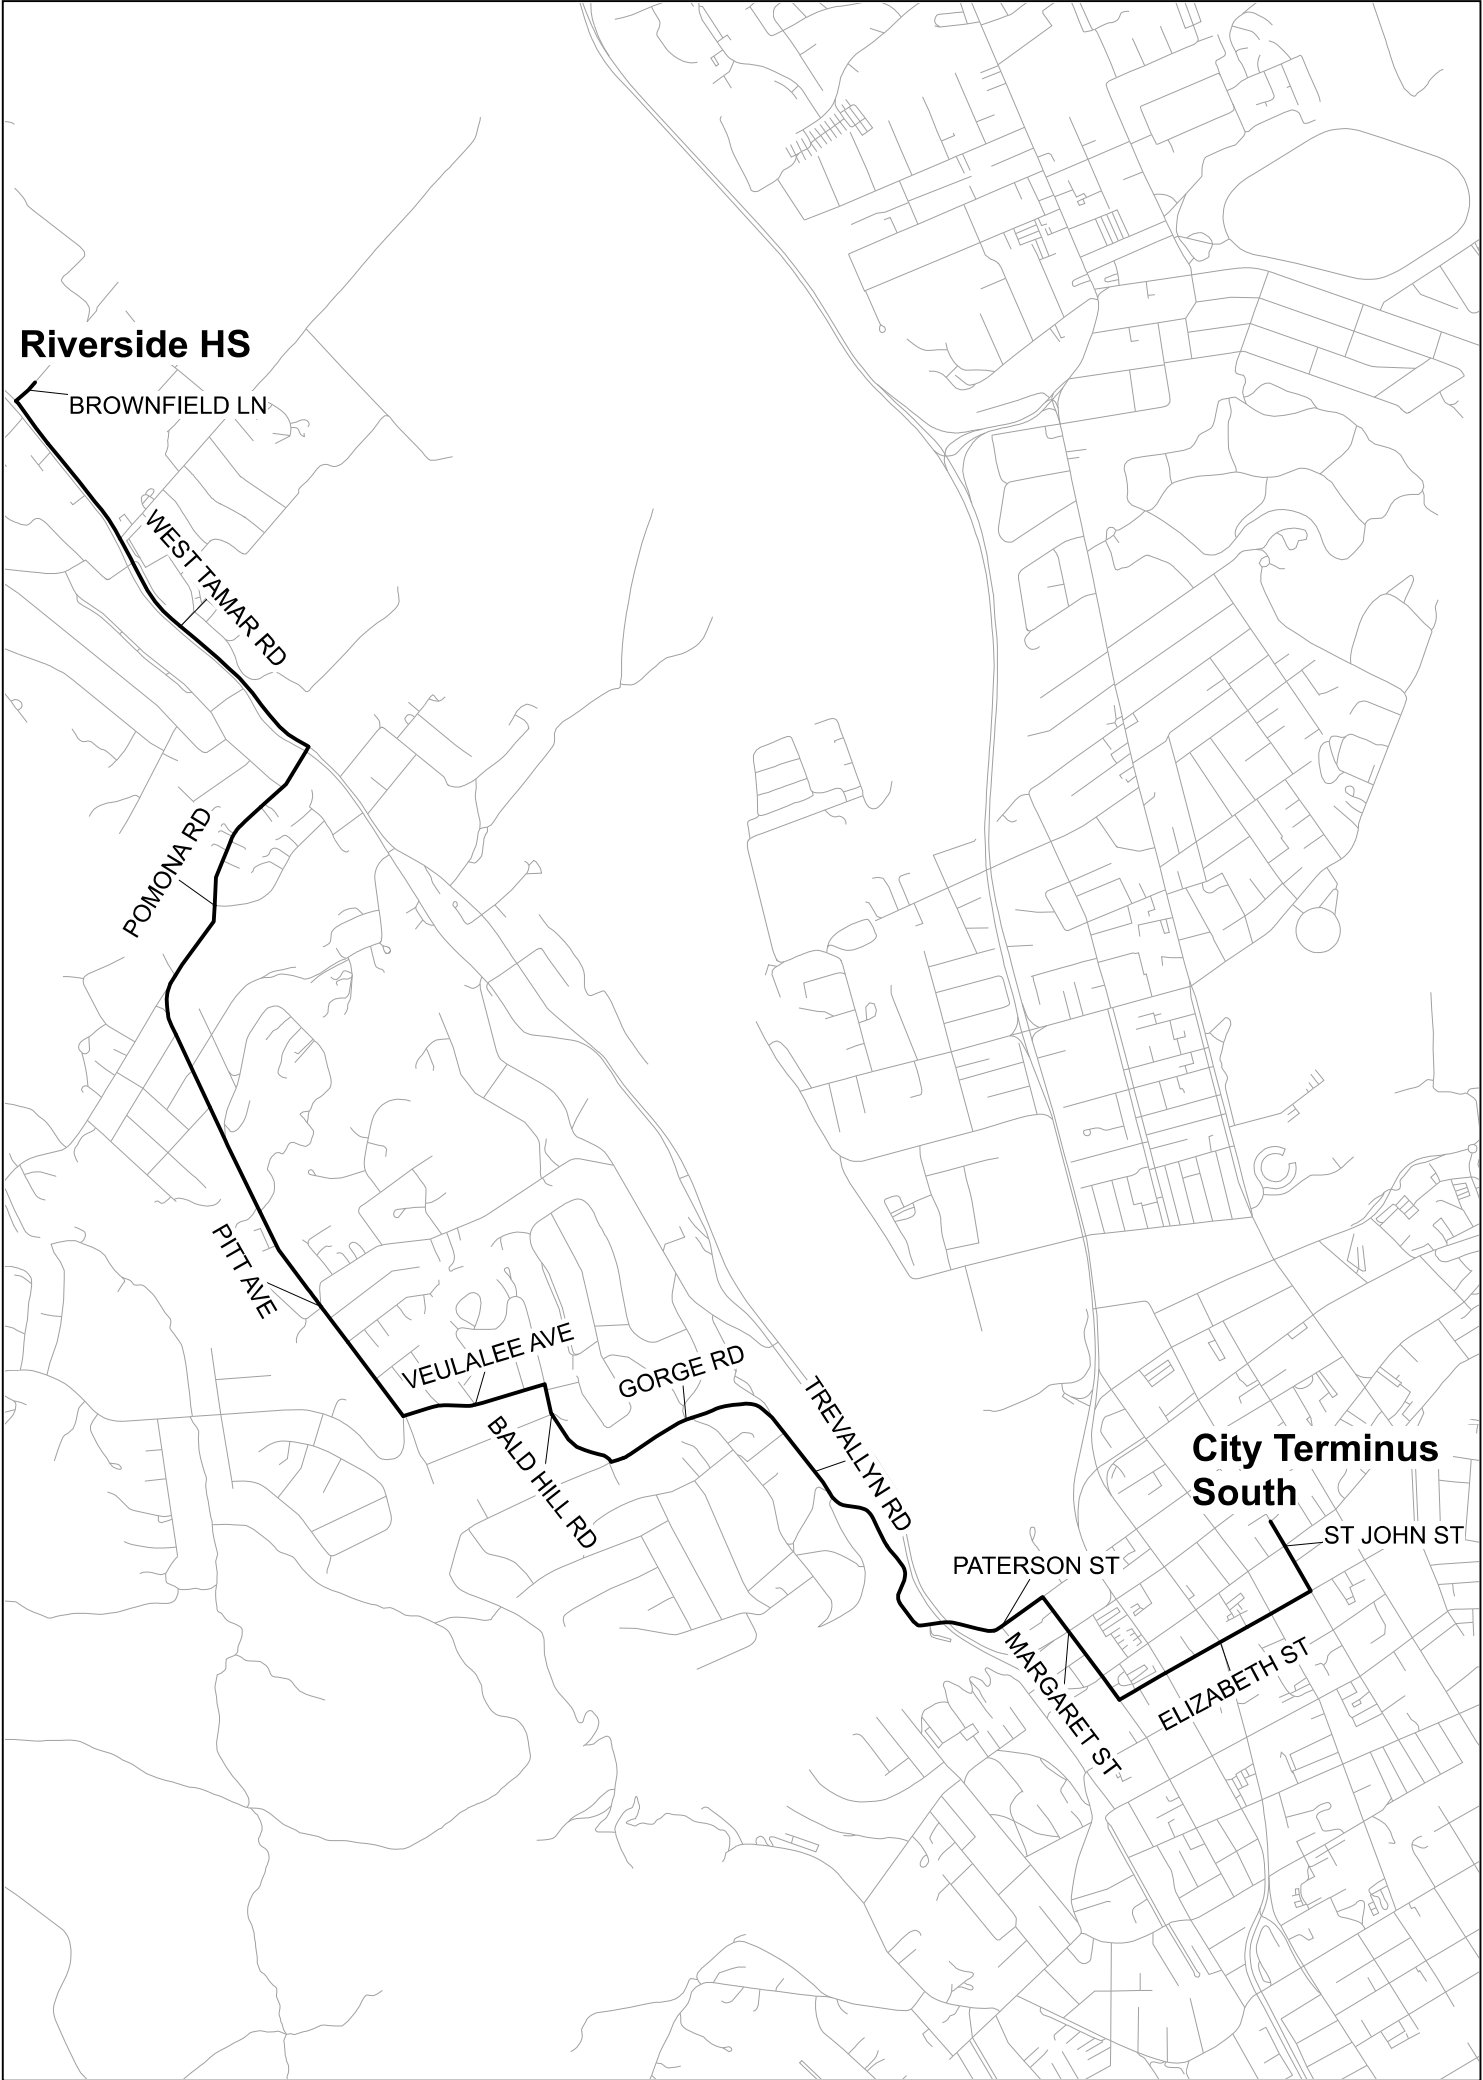 Riverside HS
BROWNFIELD LN
WEST TAMAR RD
POMONA RD
PITT AVE
VEULALEE AVE
BALD HILL RD
GORGE RD
TREVALLYN RD
PATERSON ST
MARGARET ST
ELIZABETH ST
City Terminus
South
ST JOHN ST